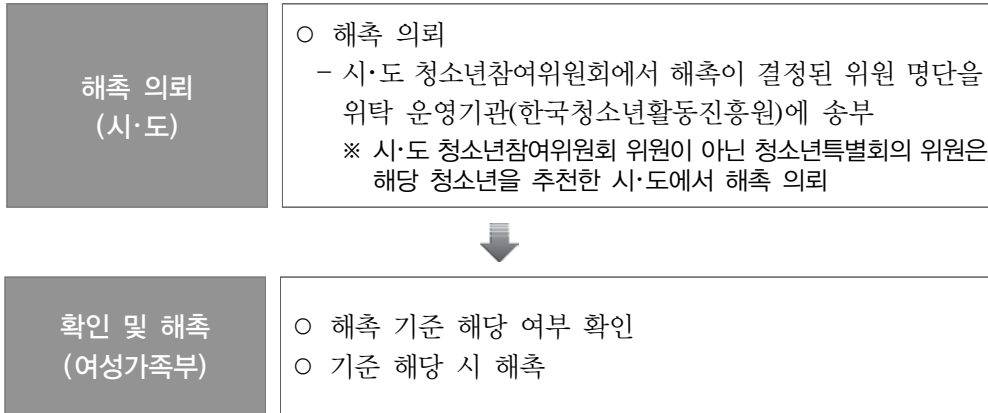 해촉 의뢰
(시·도)
○ 해촉 의뢰
- 시·도 청소년참여위원회에서 해촉이 결정된 위원 명단을
위탁 운영기관(한국청소년활동진흥원)에 송부
※ 시·도 청소년참여위원회 위원이 아닌 청소년특별회의 위원은
해당 청소년을 추천한 시·도에서 해촉 의뢰
확인 및 해촉
(여성가족부)
○ 해촉 기준 해당 여부 확인
○ 기준 해당 시 해촉